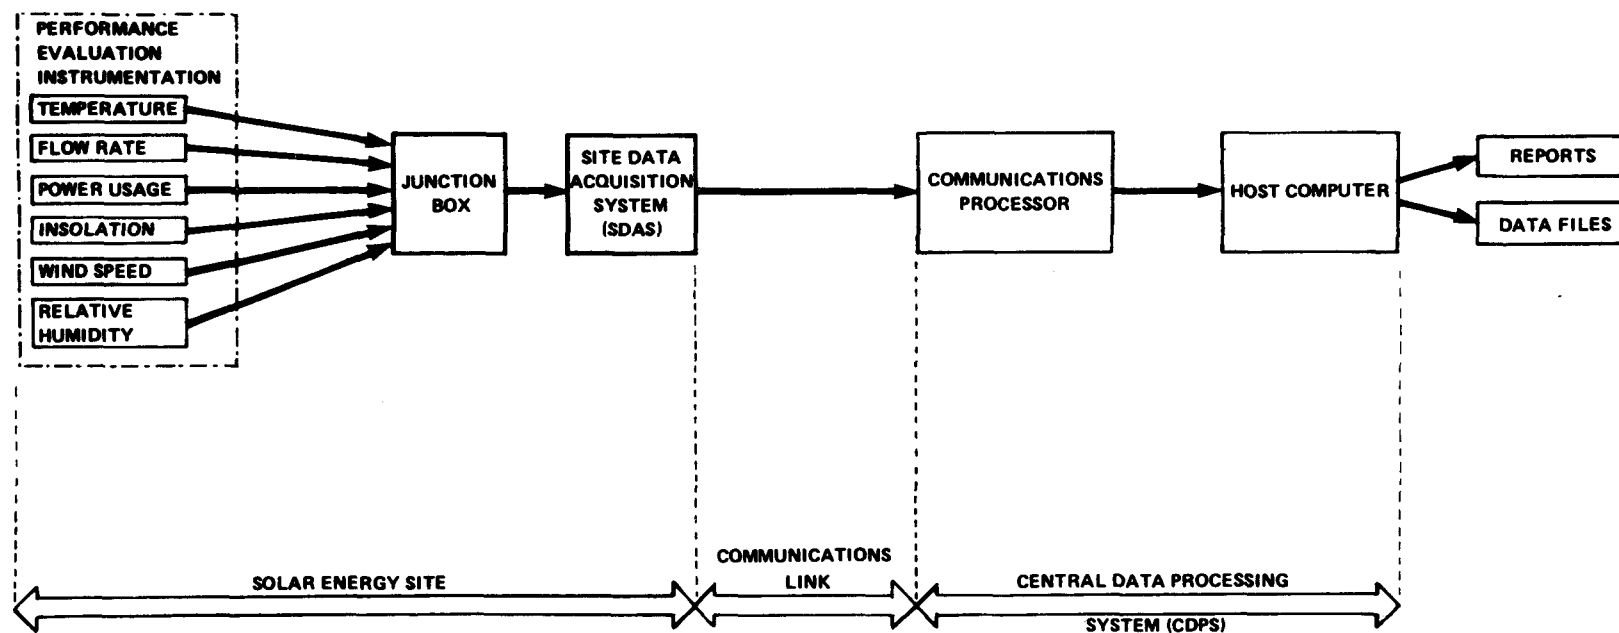 PERFORMANCE
EVALUATION
INSTRUMENTATION
TEMPERATURE
FLOW RATE
POWER USAGE
INSOLATION
WIND SPEED
RELATIVE
HUMIDITY
JUNCTION
BOX
SITE DATA
ACQUISITION
SYSTEM
(SDAS)
COMMUNICATIONS
PROCESSOR
HOST COMPUTER
REPORTS
DATA FILES
SOLAR ENERGY SITE
COMMUNICATIONS
LINK
CENTRAL DATA PROCESSING
SYSTEM (CDPS)